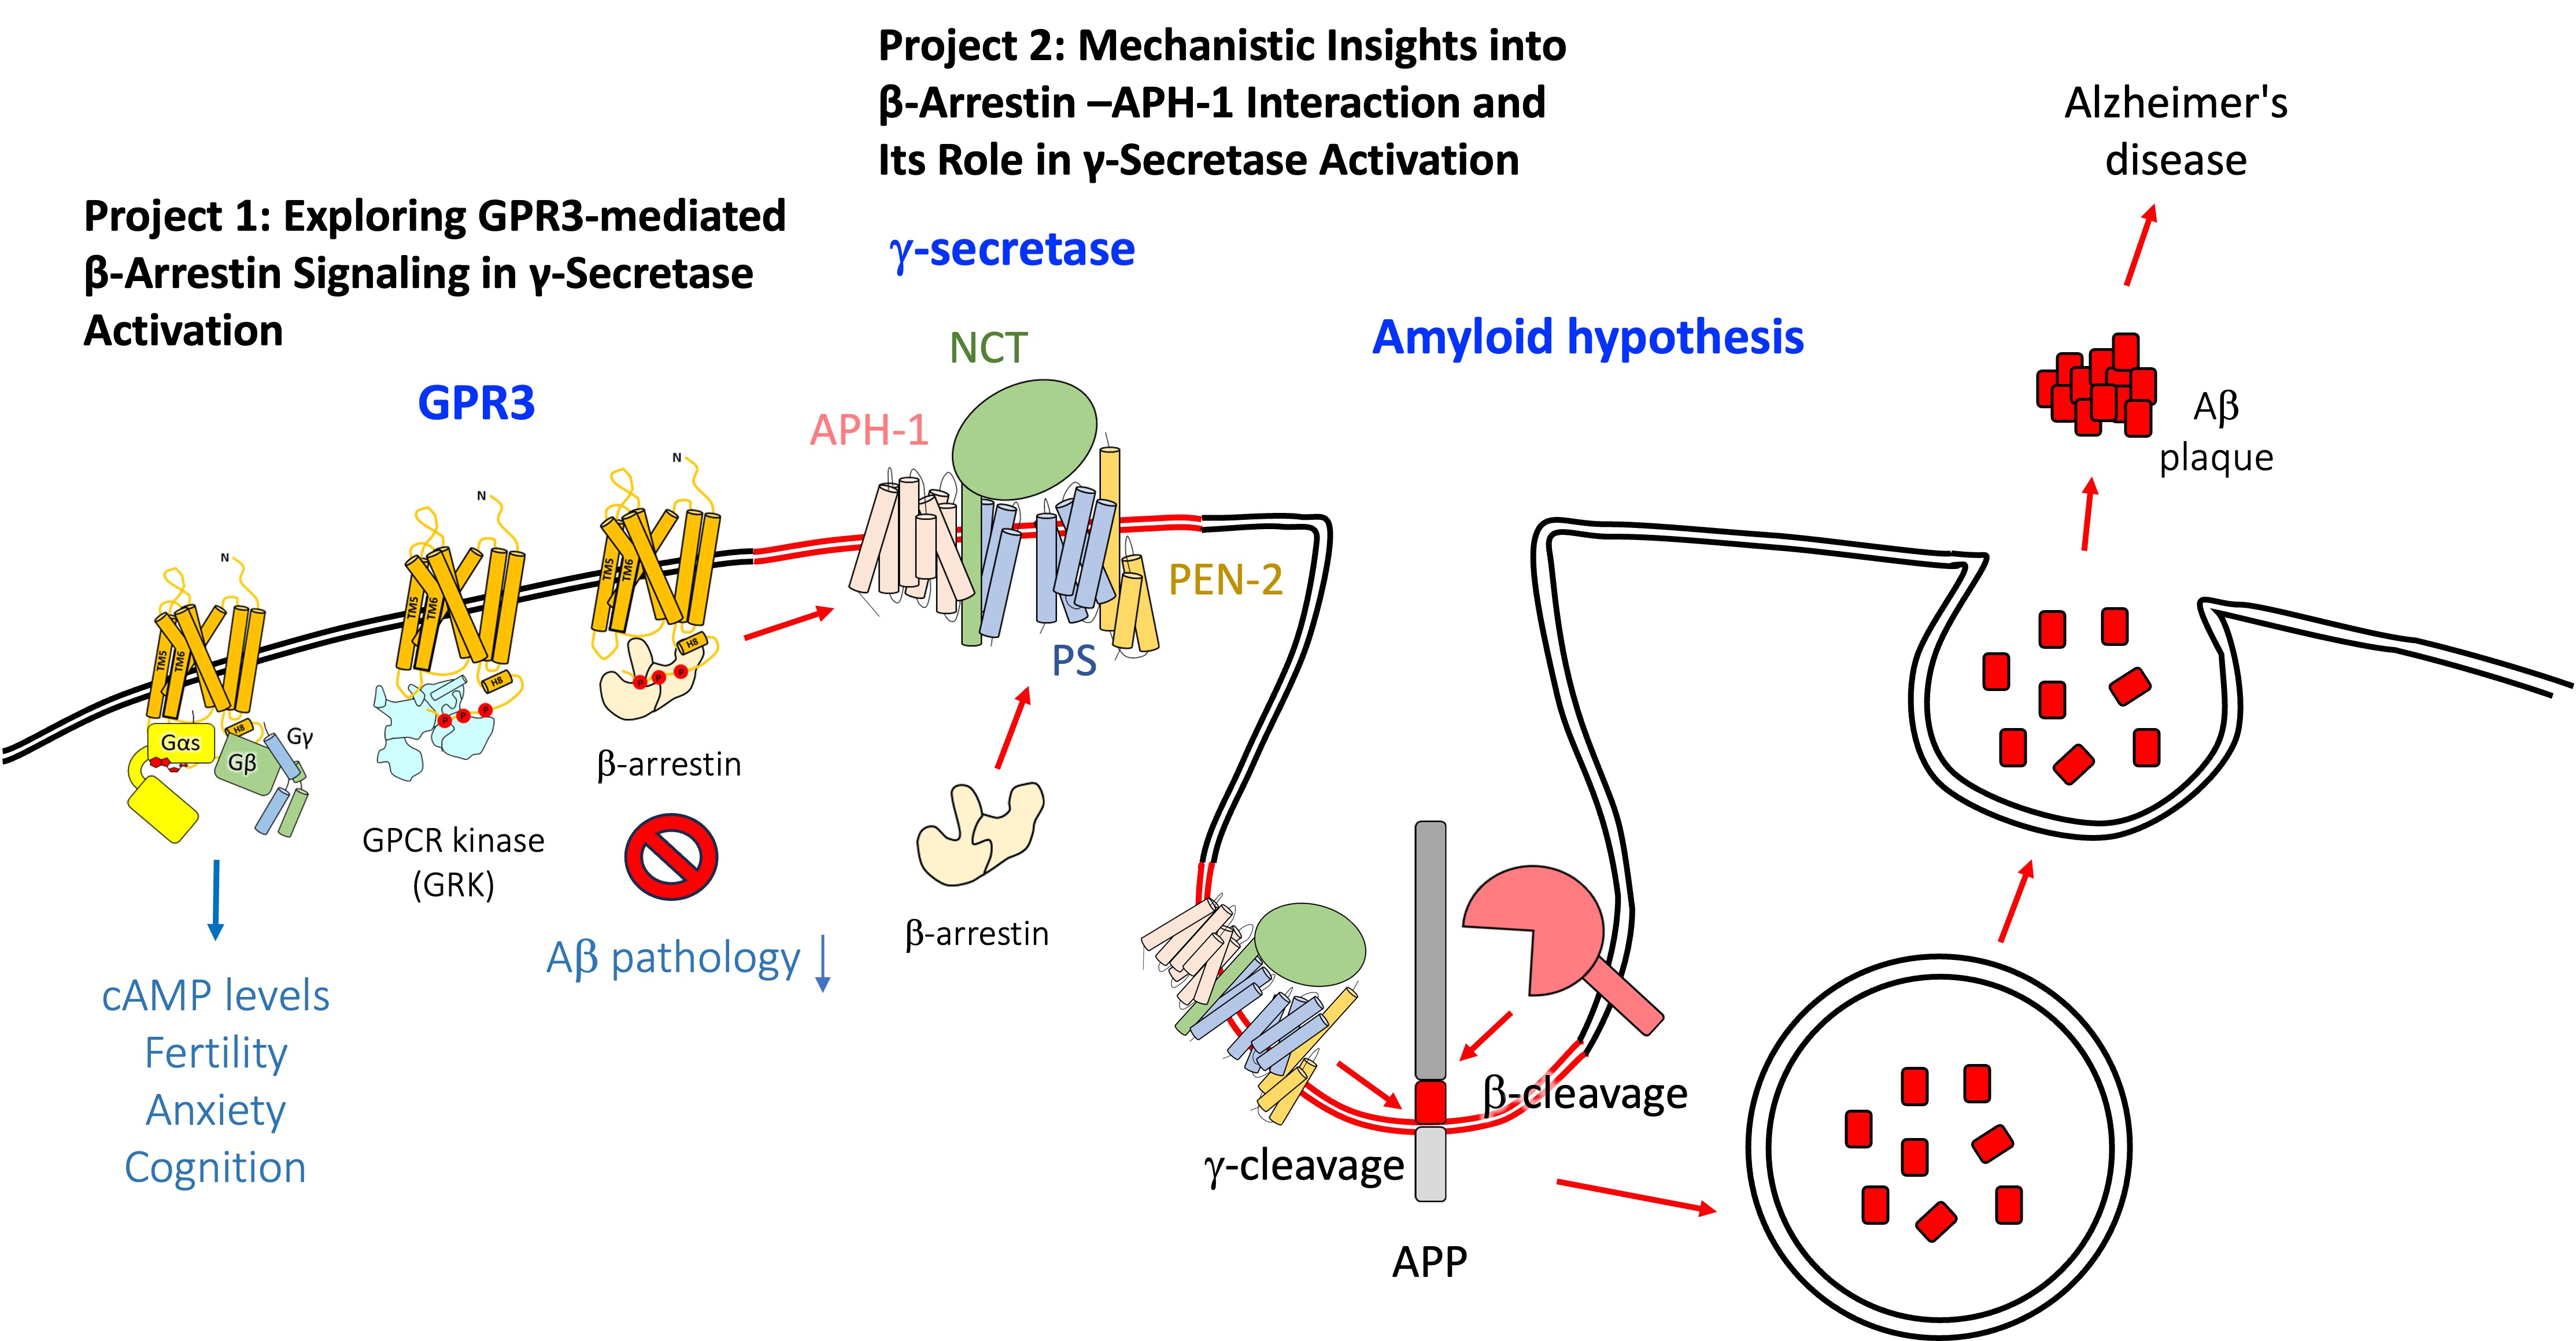 Project 1: Exploring GPR3-mediated
β-Arrestin Signaling in γ-Secretase
Activation
Project 2: Mechanistic Insights into
β-Arrestin –APH-1 Interaction and
Its Role in γ-Secretase Activation
γ-secretase
Amyloid hypothesis
Alzheimer's
disease
GPR3
NCT
APH-1
PEN-2
PS
Aβ
plaque
N
TM5
TM6
H8
Gαs
Gβ
Gγ
N
TM5
TM6
H8
P
P
P
N
TM5
TM6
H8
P
P
P
β-arrestin
GPCR kinase
(GRK)
Aβ pathology
β-arrestin
cAMP levels
Fertility
Anxiety
Cognition
β-cleavage
γ-cleavage
APP